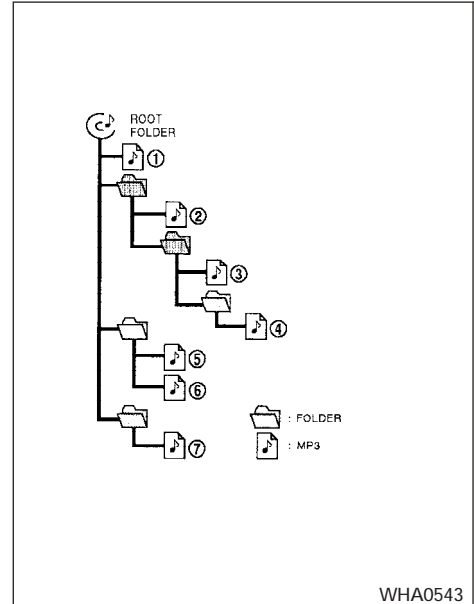 ROOT
FOLDER
①
②
③
④
⑤
⑥
: FOLDER
: MP3
⑦
WHA0543